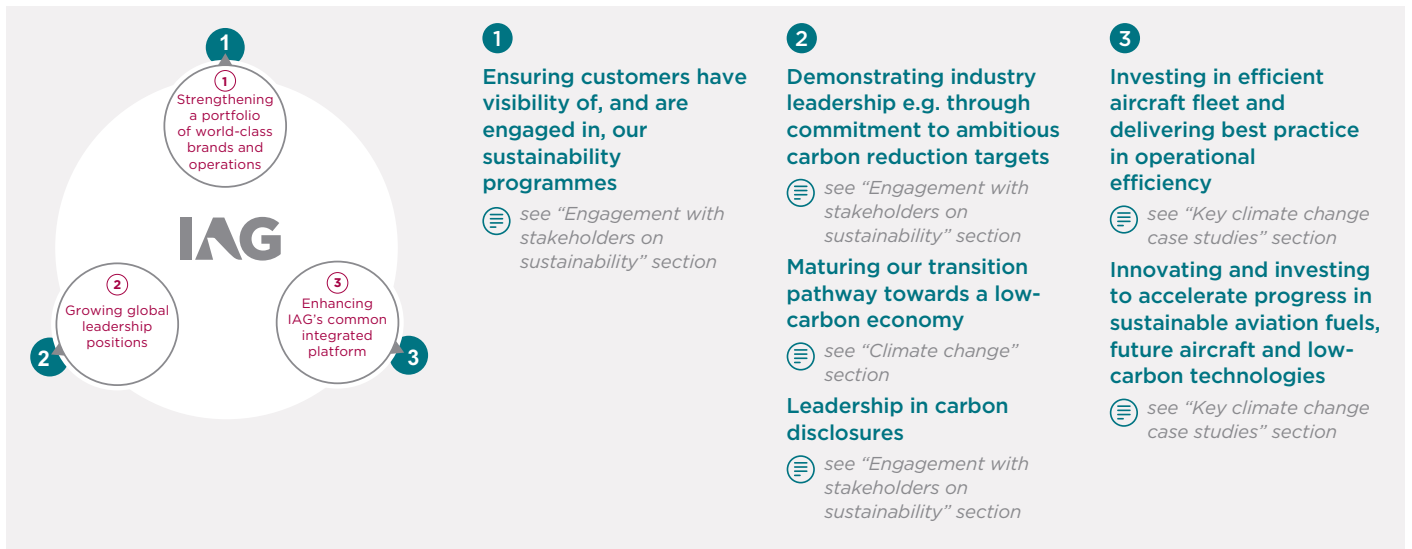 1
1
Strengthening
a portfolio
of world-class
brands and
operations
IAG
2
Growing global
leadership
positions
2
3
Enhancing
IAG's common
integrated
platform
3
1
Ensuring customers have
visibility of, and are
engaged in, our
sustainability
programmes
see “Engagement with
stakeholders on
sustainability” section
2
Demonstrating industry
leadership e.g. through
commitment to ambitious
carbon reduction targets
see “Engagement with
stakeholders on
sustainability” section
Maturing our transition
pathway towards a low-
carbon economy
see “Climate change”
section
Leadership in carbon
disclosures
see “Engagement with
stakeholders on
sustainability” section
3
Investing in efficient
aircraft fleet and
delivering best practice
in operational
efficiency
see “Key climate change
case studies” section
Innovating and investing
to accelerate progress in
sustainable aviation fuels,
future aircraft and low-
carbon technologies
see “Key climate change
case studies” section